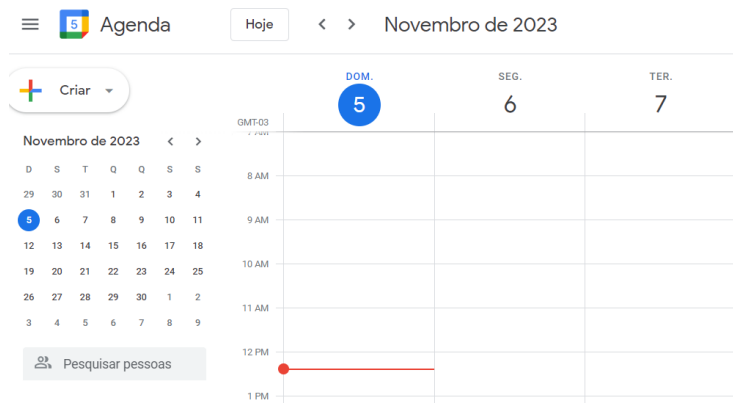 5 Agenda Hoje Novembro de 2023
Criar
DOM. SEG. TER.
5 6 7
GMT-03
Novembro de 2023
D S T Q Q S S
29 30 31 1 2 3 4
5 6 7 8 9 10 11
12 13 14 15 16 17 18
19 20 21 22 23 24 25
26 27 28 29 30 1 2
3 4 5 6 7 8 9
Pesquisar pessoas
8 AM
9 AM
10 AM
11 AM
12 PM
1 PM